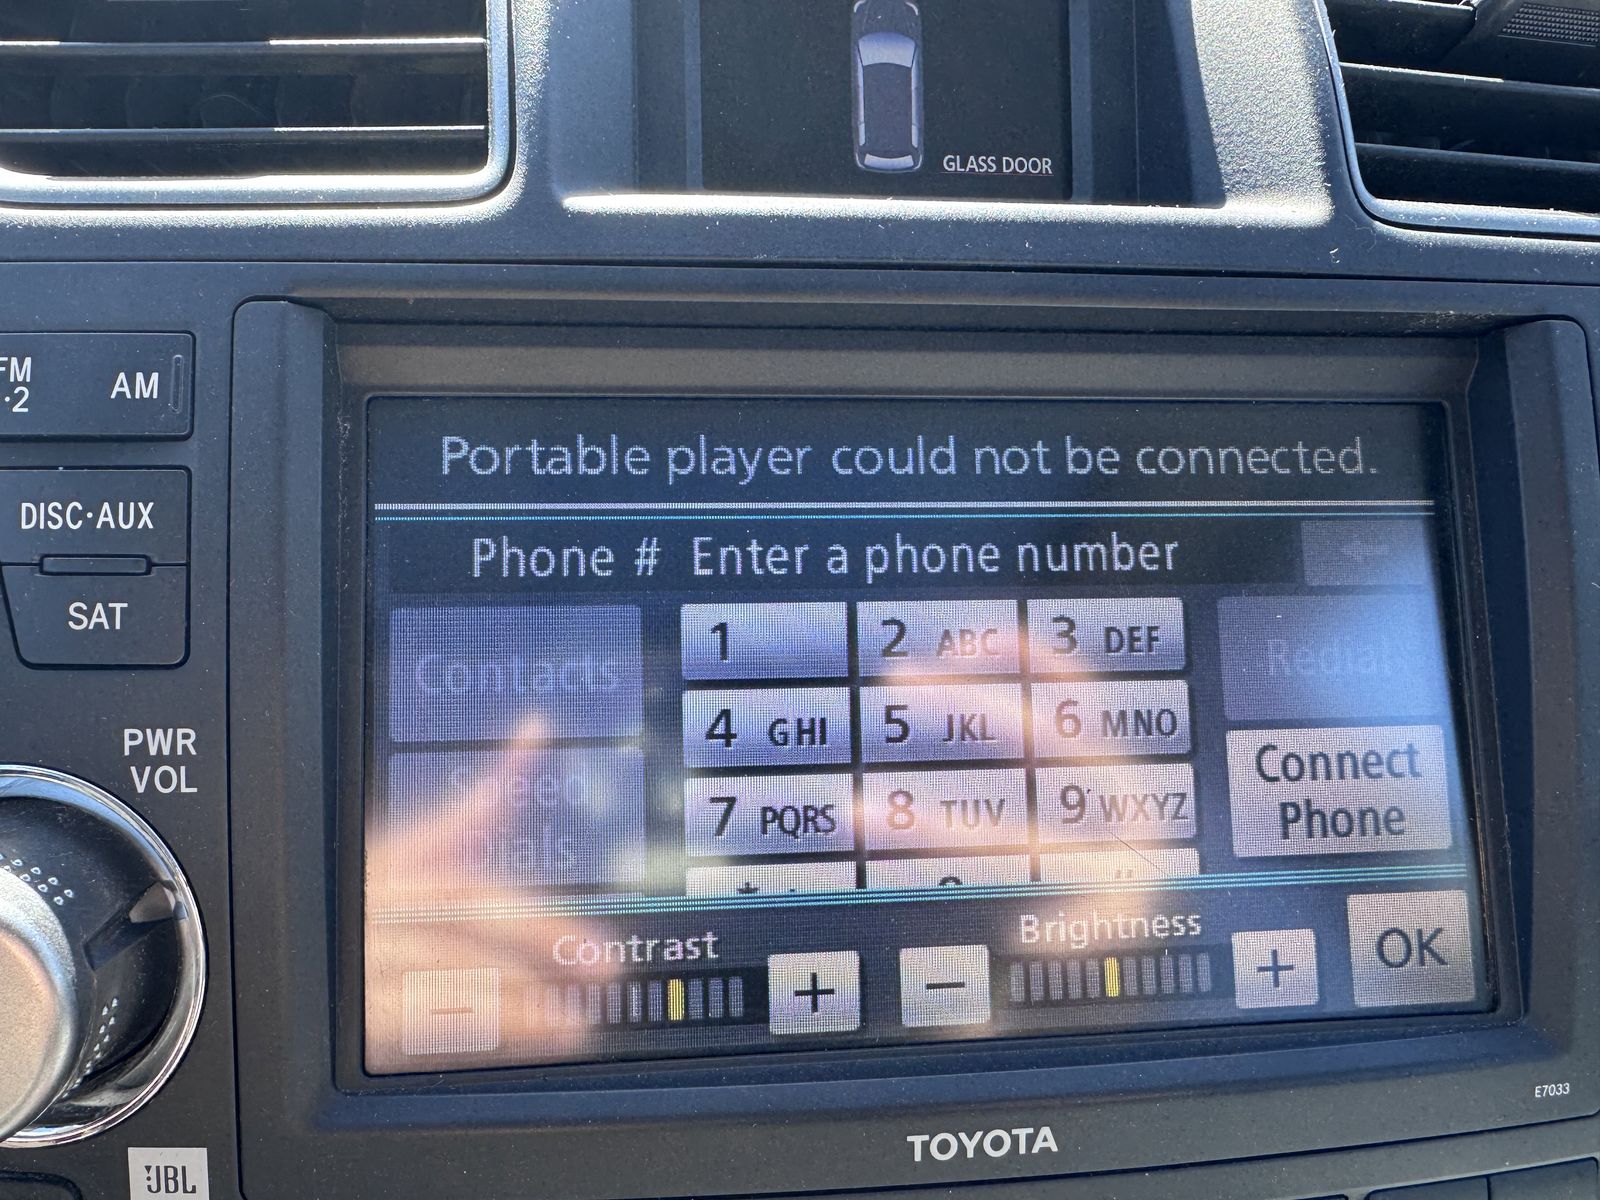 GLASS DOOR
FM
·2
AM
DISC·AUX
SAT
PWR
VOL
Portable player could not be connected.
Phone # Enter a phone number
Contacts
1
2 ABC
3 DEF
Redial
4 GHI
5 JKL
6 MNO
Connect
Phone
7 PQRS
8 TUV
9 WXYZ
Contrast
Brightness
−
+
−
+
OK
E7033
TOYOTA
JBL